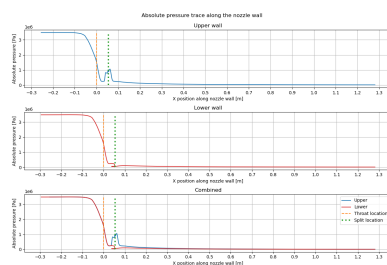 Absolute pressure trace along the nozzle wall
Upper wall
1e6
Absolute pressure [Pa]
3
2
1
0
−0.3 −0.2 −0.1 0.0 0.1 0.2 0.3 0.4 0.5 0.6 0.7 0.8 0.9 1.0 1.1 1.2 1.3
X position along nozzle wall [m]
Lower wall
1e6
Absolute pressure [Pa]
3
2
1
0
−0.3 −0.2 −0.1 0.0 0.1 0.2 0.3 0.4 0.5 0.6 0.7 0.8 0.9 1.0 1.1 1.2 1.3
X position along nozzle wall [m]
Combined
1e6
Absolute pressure [Pa]
3
2
1
0
Upper
Lower
Throat location
Split location
−0.3 −0.2 −0.1 0.0 0.1 0.2 0.3 0.4 0.5 0.6 0.7 0.8 0.9 1.0 1.1 1.2 1.3
X position along nozzle wall [m]